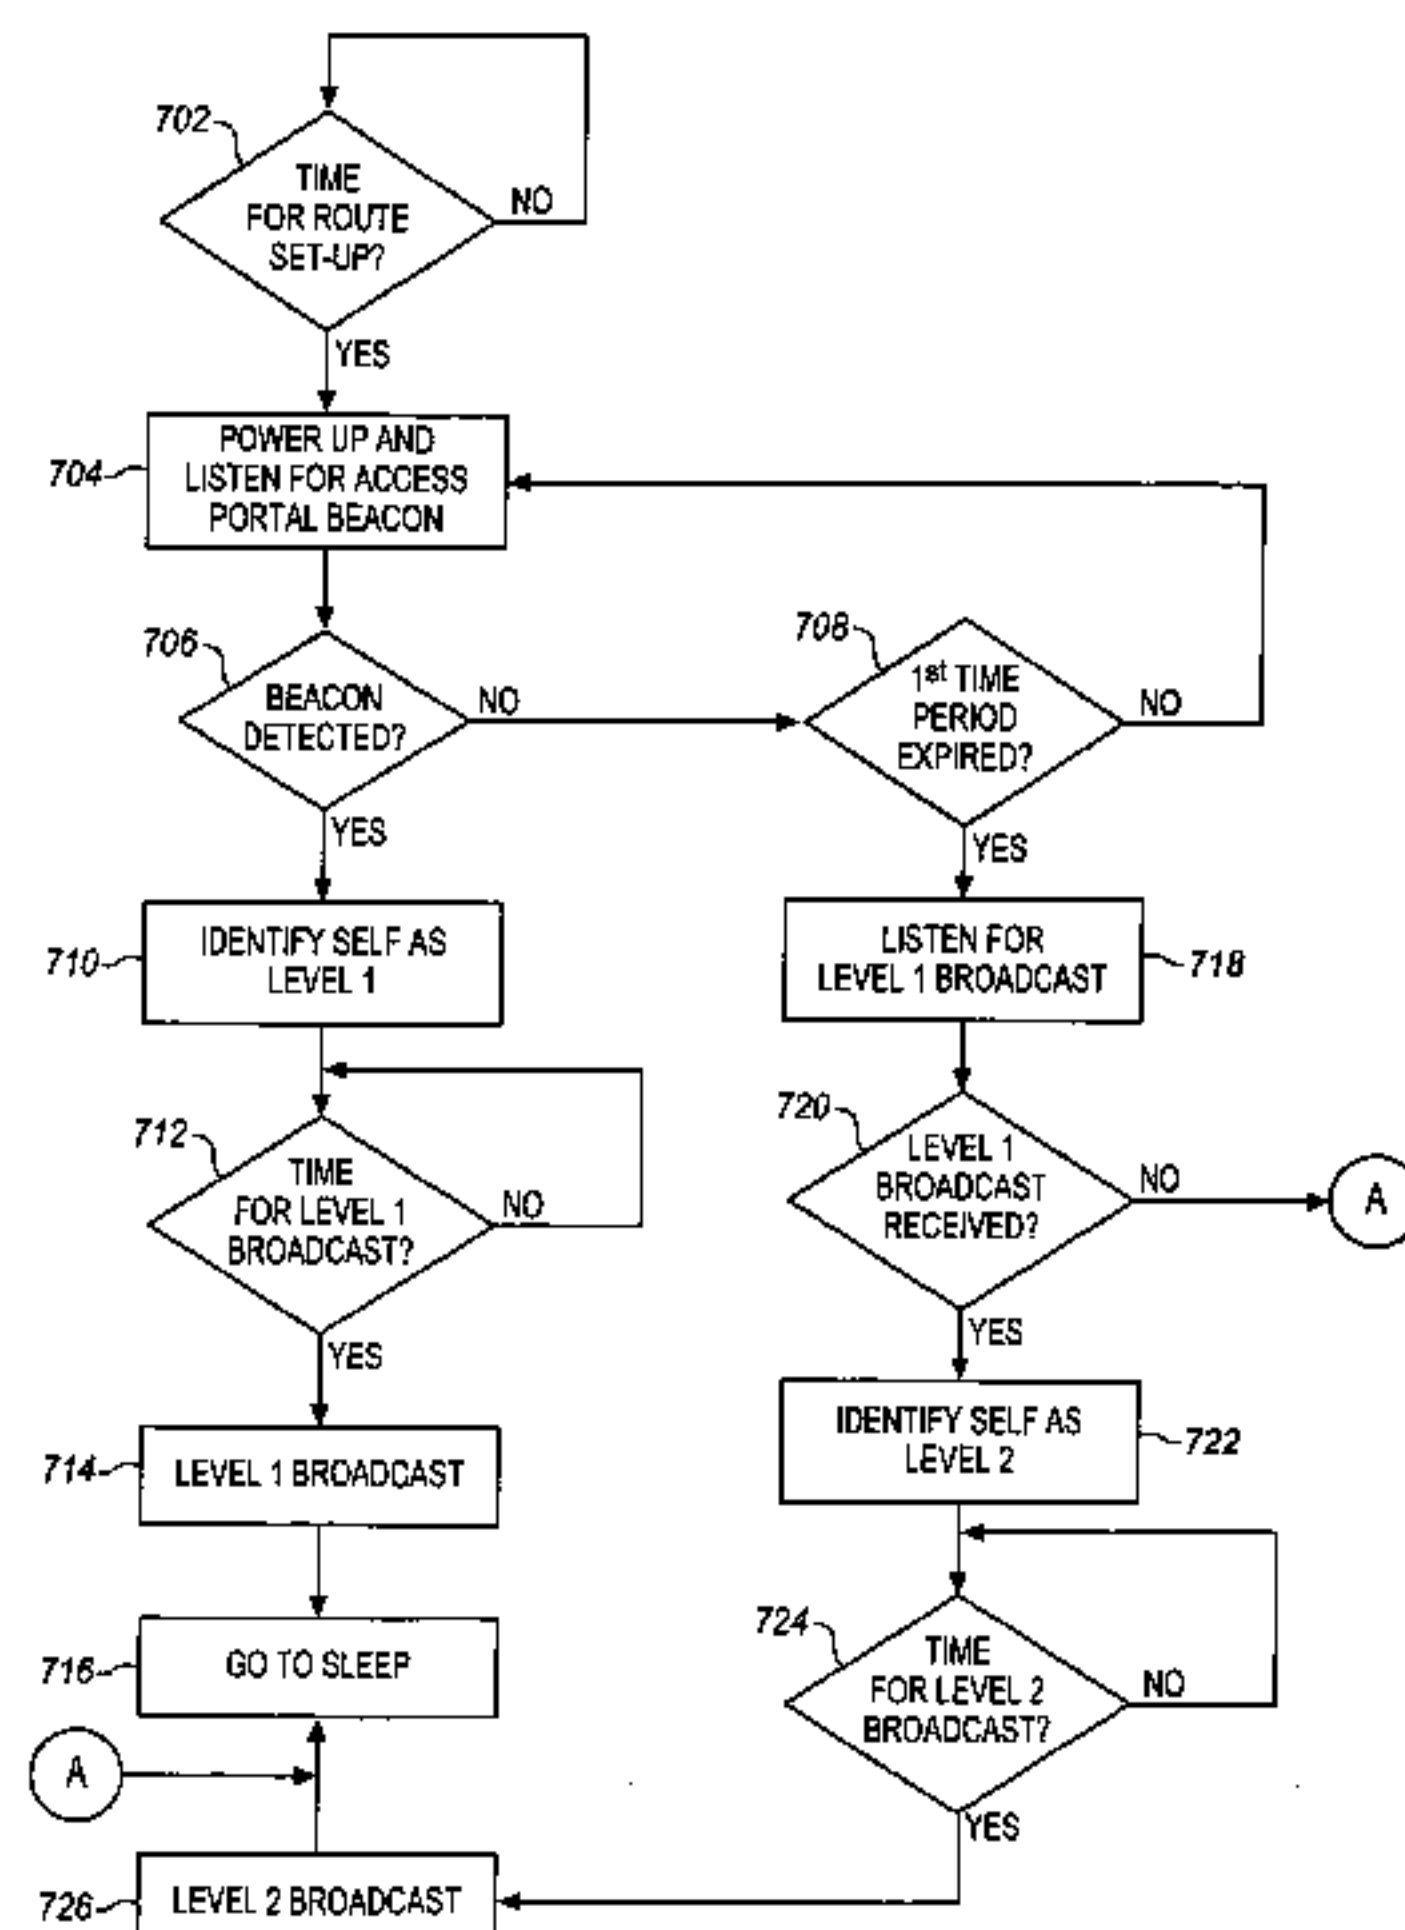 702
TIME
FOR ROUTE
SET-UP?
NO
YES
704
POWER UP AND
LISTEN FOR ACCESS
PORTAL BEACON
706
BEACON
DETECTED?
NO
YES
708
1st TIME
PERIOD
EXPIRED?
NO
YES
710
IDENTIFY SELF AS
LEVEL 1
LISTEN FOR
LEVEL 1 BROADCAST
718
712
TIME
FOR LEVEL 1
BROADCAST?
NO
YES
720
LEVEL 1
BROADCAST
RECEIVED?
NO
A
YES
714
LEVEL 1 BROADCAST
IDENTIFY SELF AS
LEVEL 2
722
716
GO TO SLEEP
724
TIME
FOR LEVEL 2
BROADCAST?
NO
YES
A
726
LEVEL 2 BROADCAST